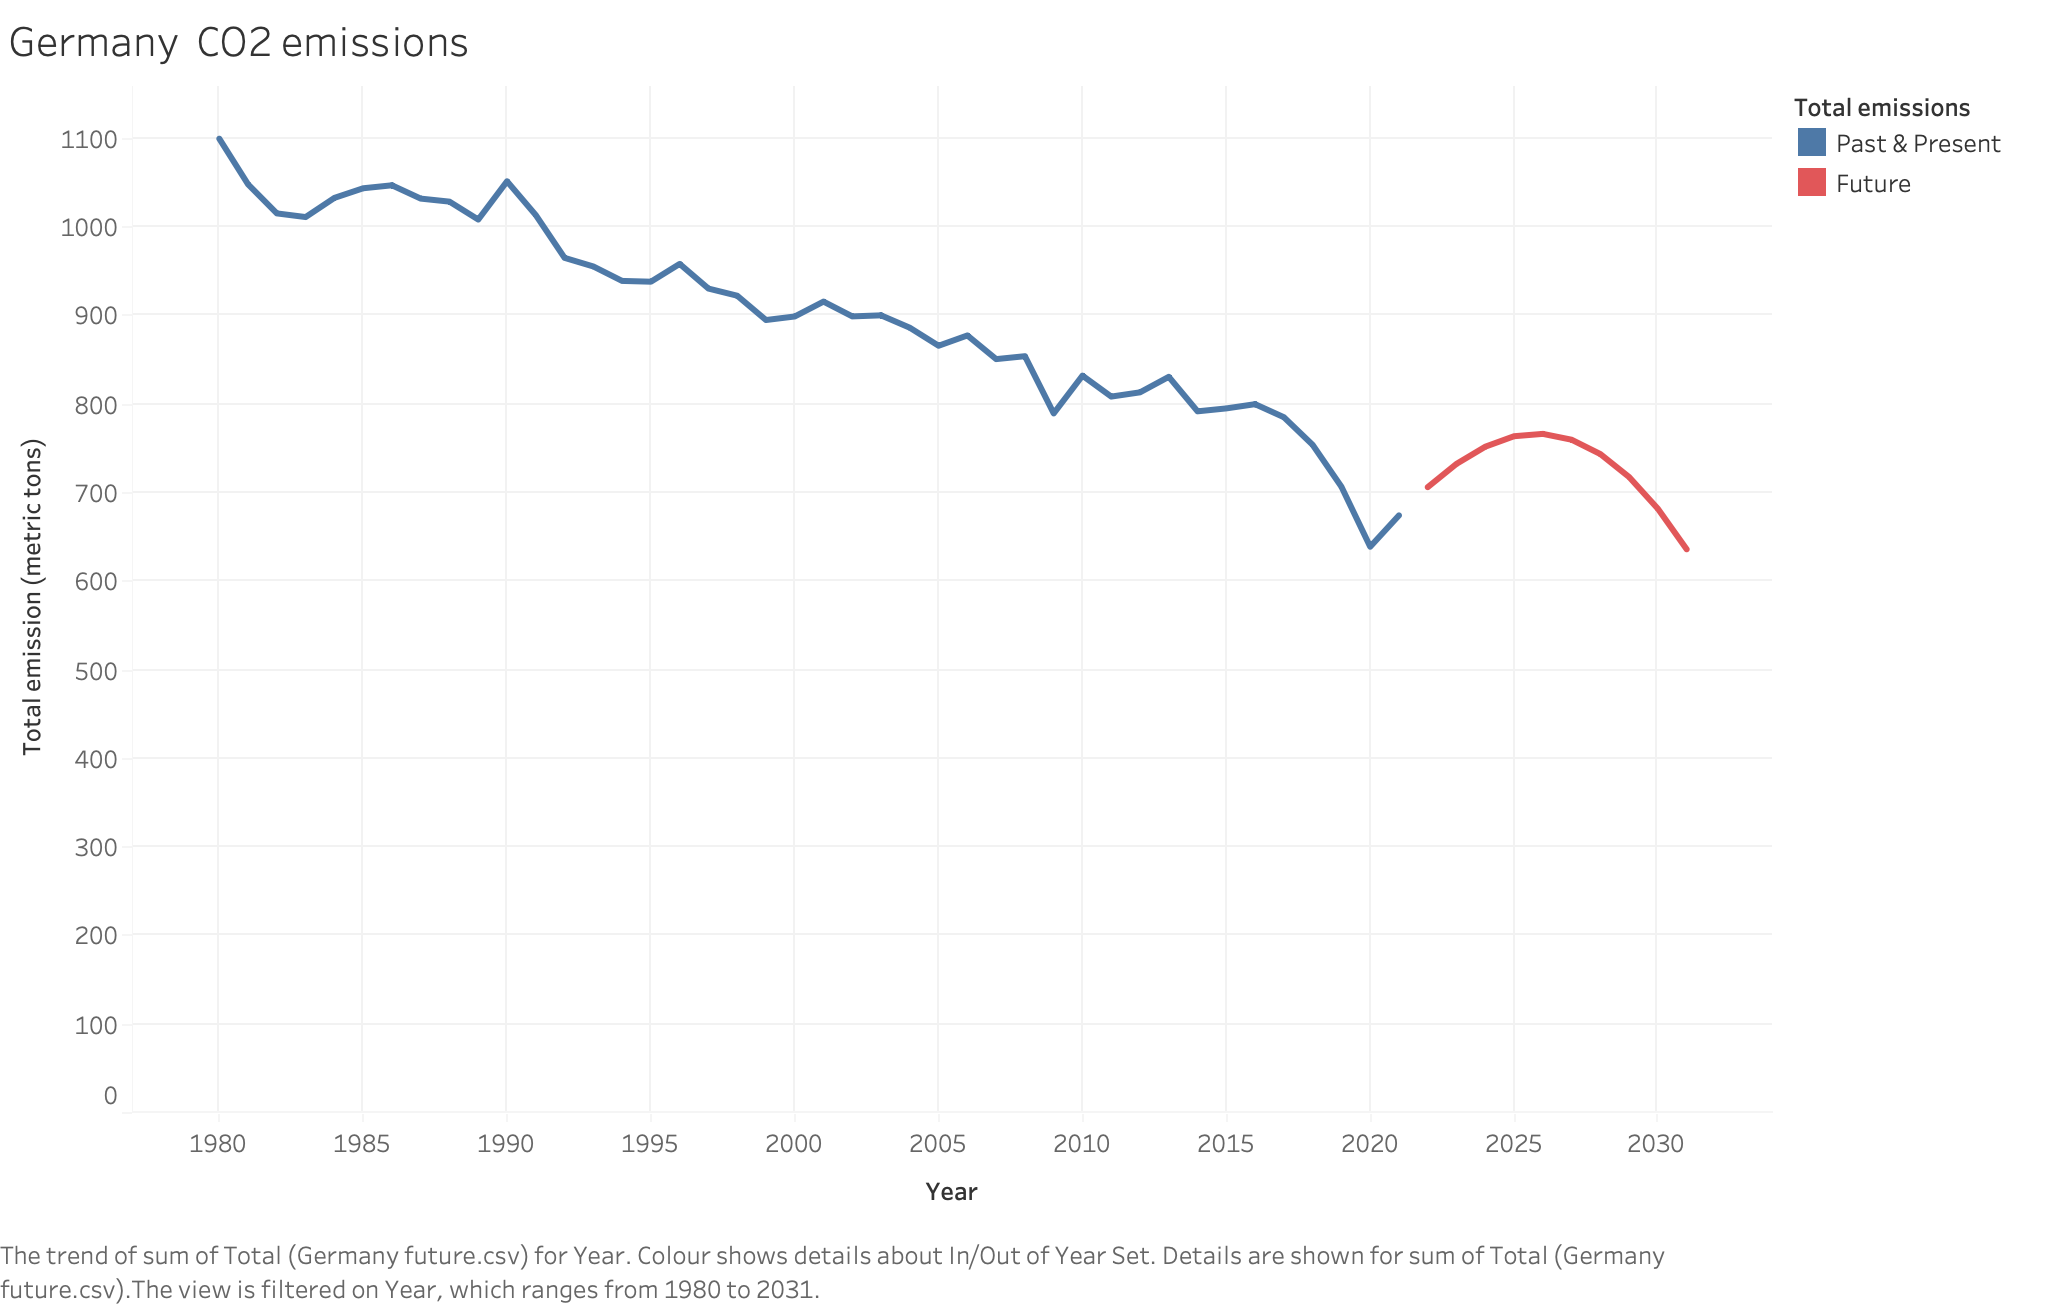 Germany CO2 emissions
Total emissions
Past & Present
Future
Total emission (metric tons)
1100
1000
900
800
700
600
500
400
300
200
100
0
1980 1985 1990 1995 2000 2005 2010 2015 2020 2025 2030
Year
The trend of sum of Total (Germany future.csv) for Year. Colour shows details about In/Out of Year Set. Details are shown for sum of Total (Germany
future.csv).The view is filtered on Year, which ranges from 1980 to 2031.